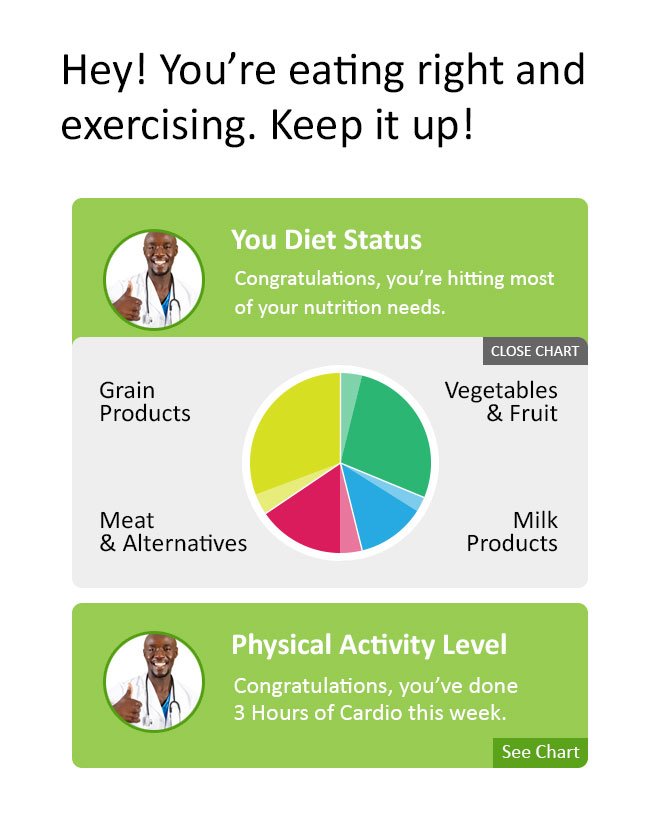 Hey! You're eating right and
exercising. Keep it up!
You Diet Status
Congratulations, you're hitting most
of your nutrition needs.
CLOSE CHART
Grain
Products
Vegetables
& Fruit
Meat
& Alternatives
Milk
Products
Physical Activity Level
Congratulations, you've done
3 Hours of Cardio this week.
See Chart